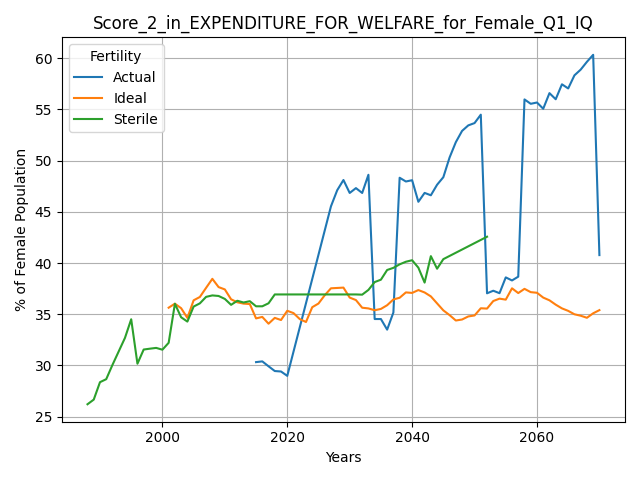 Score_2_in_EXPENDITURE_FOR_WELFARE_for_Female_Q1_IQ
Fertility
Actual
Ideal
Sterile
% of Female Population
60
55
50
45
40
35
30
25
2000
2020
2040
2060
Years